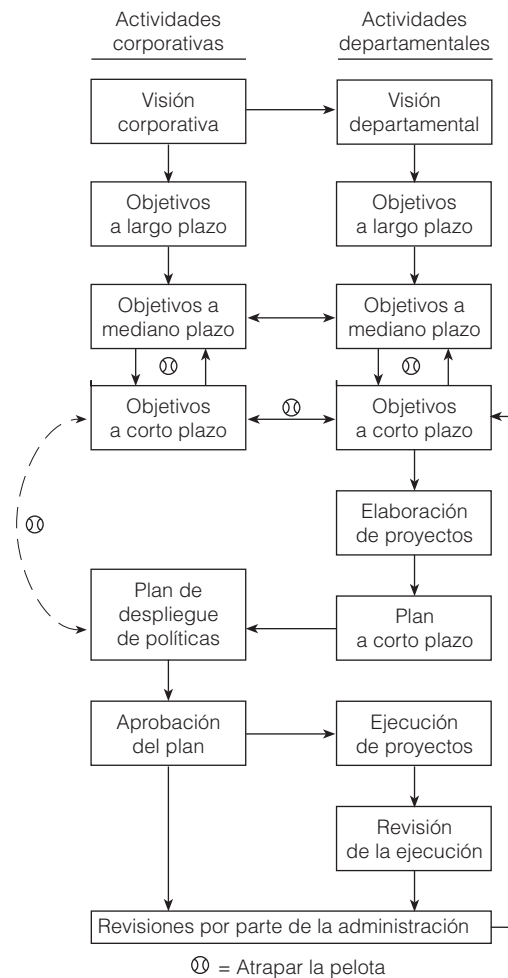 Actividades
corporativas
Actividades
departamentales
Visión
corporativa
Visión
departamental
Objetivos
a largo plazo
Objetivos
a largo plazo
Objetivos a
mediano plazo
Objetivos a
mediano plazo
Objetivos
a corto plazo
Objetivos
a corto plazo
Elaboración
de proyectos
Plan de
despliegue
de políticas
Plan
a corto plazo
Aprobación
del plan
Ejecución
de proyectos
Revisión
de la ejecución
Revisiones por parte de la administración
= Atrapar la pelota